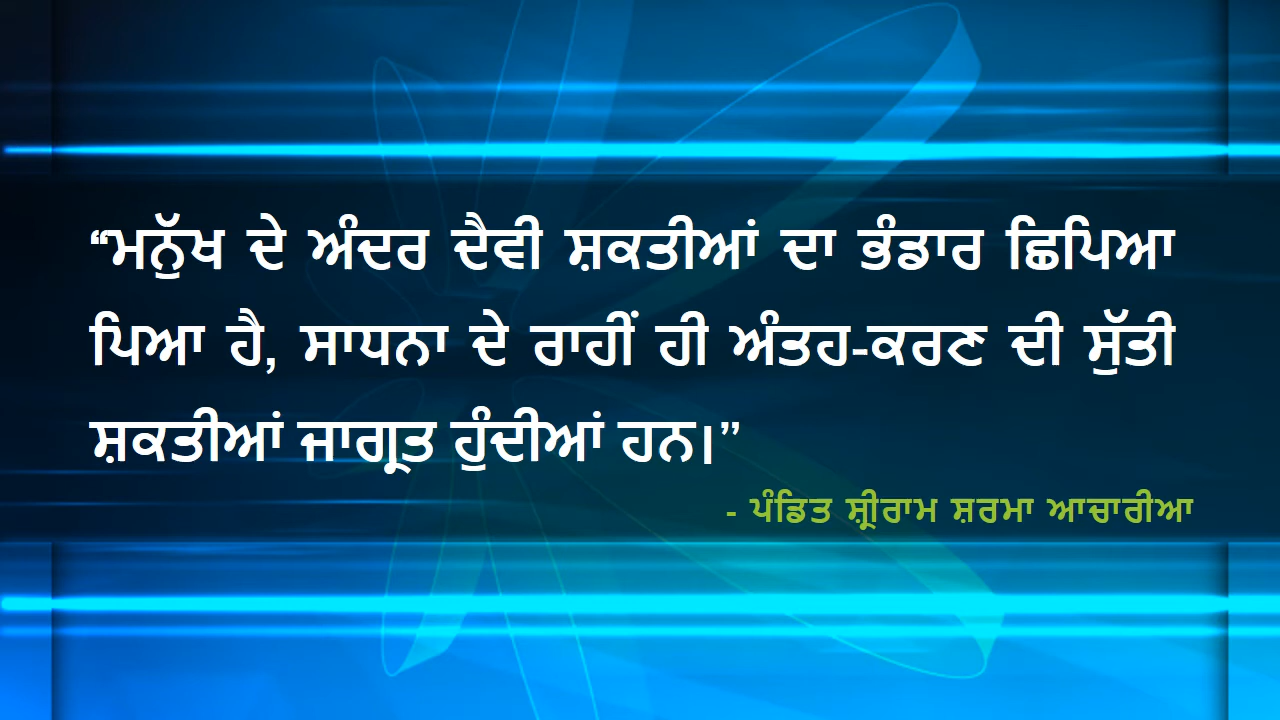 “ਮਨੁੱਖ ਦੇ ਅੰਦਰ ਦੈਵੀ ਸ਼ਕਤੀਆਂ ਦਾ ਭੰਡਾਰ ਛਿਪਿਆ
ਪਿਆ ਹੈ, ਸਾਧਨਾ ਦੇ ਰਾਹੀਂ ਹੀ ਅੰਤਹ-ਕਰਣ ਦੀ ਸੁੱਤੀ
ਸ਼ਕਤੀਆਂ ਜਾਗ੍ਰਤ ਹੁੰਦੀਆਂ ਹਨ।”
- ਪੰਡਿਤ ਸ਼੍ਰੀਰਾਮ ਸ਼ਰਮਾ ਆਚਾਰੀਆ